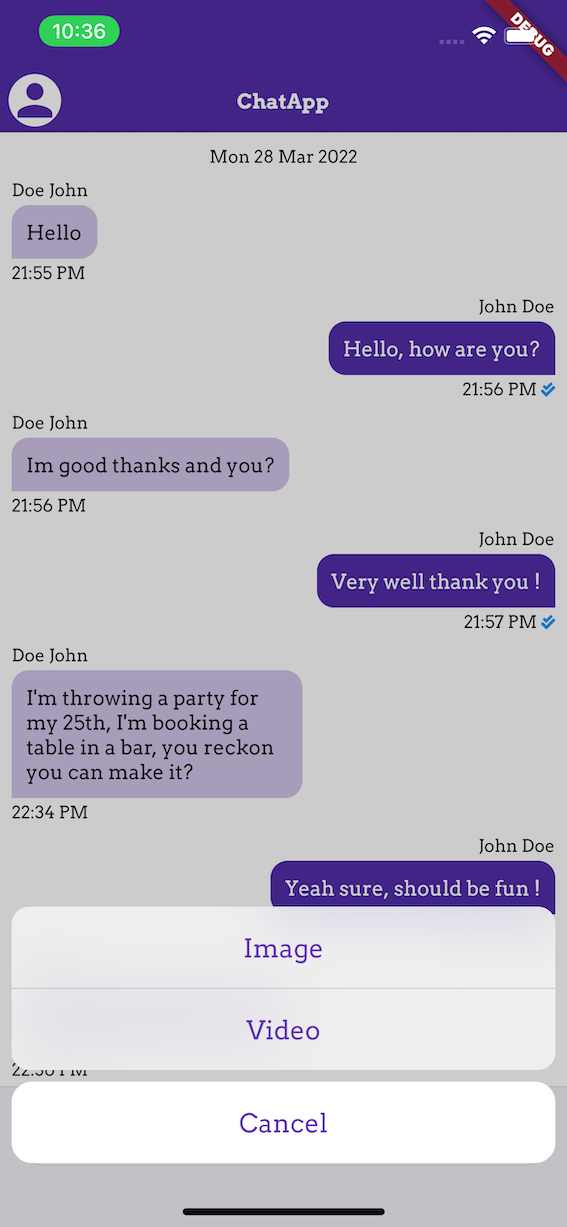 10:36
DEBUG
ChatApp
Mon 28 Mar 2022
Doe John
Hello
21:55 PM
John Doe
Hello, how are you?
21:56 PM
Doe John
Im good thanks and you?
21:56 PM
John Doe
Very well thank you !
21:57 PM
Doe John
I'm throwing a party for
my 25th, I'm booking a
table in a bar, you reckon
you can make it?
22:34 PM
John Doe
Yeah sure, should be fun !
Image
Video
Cancel